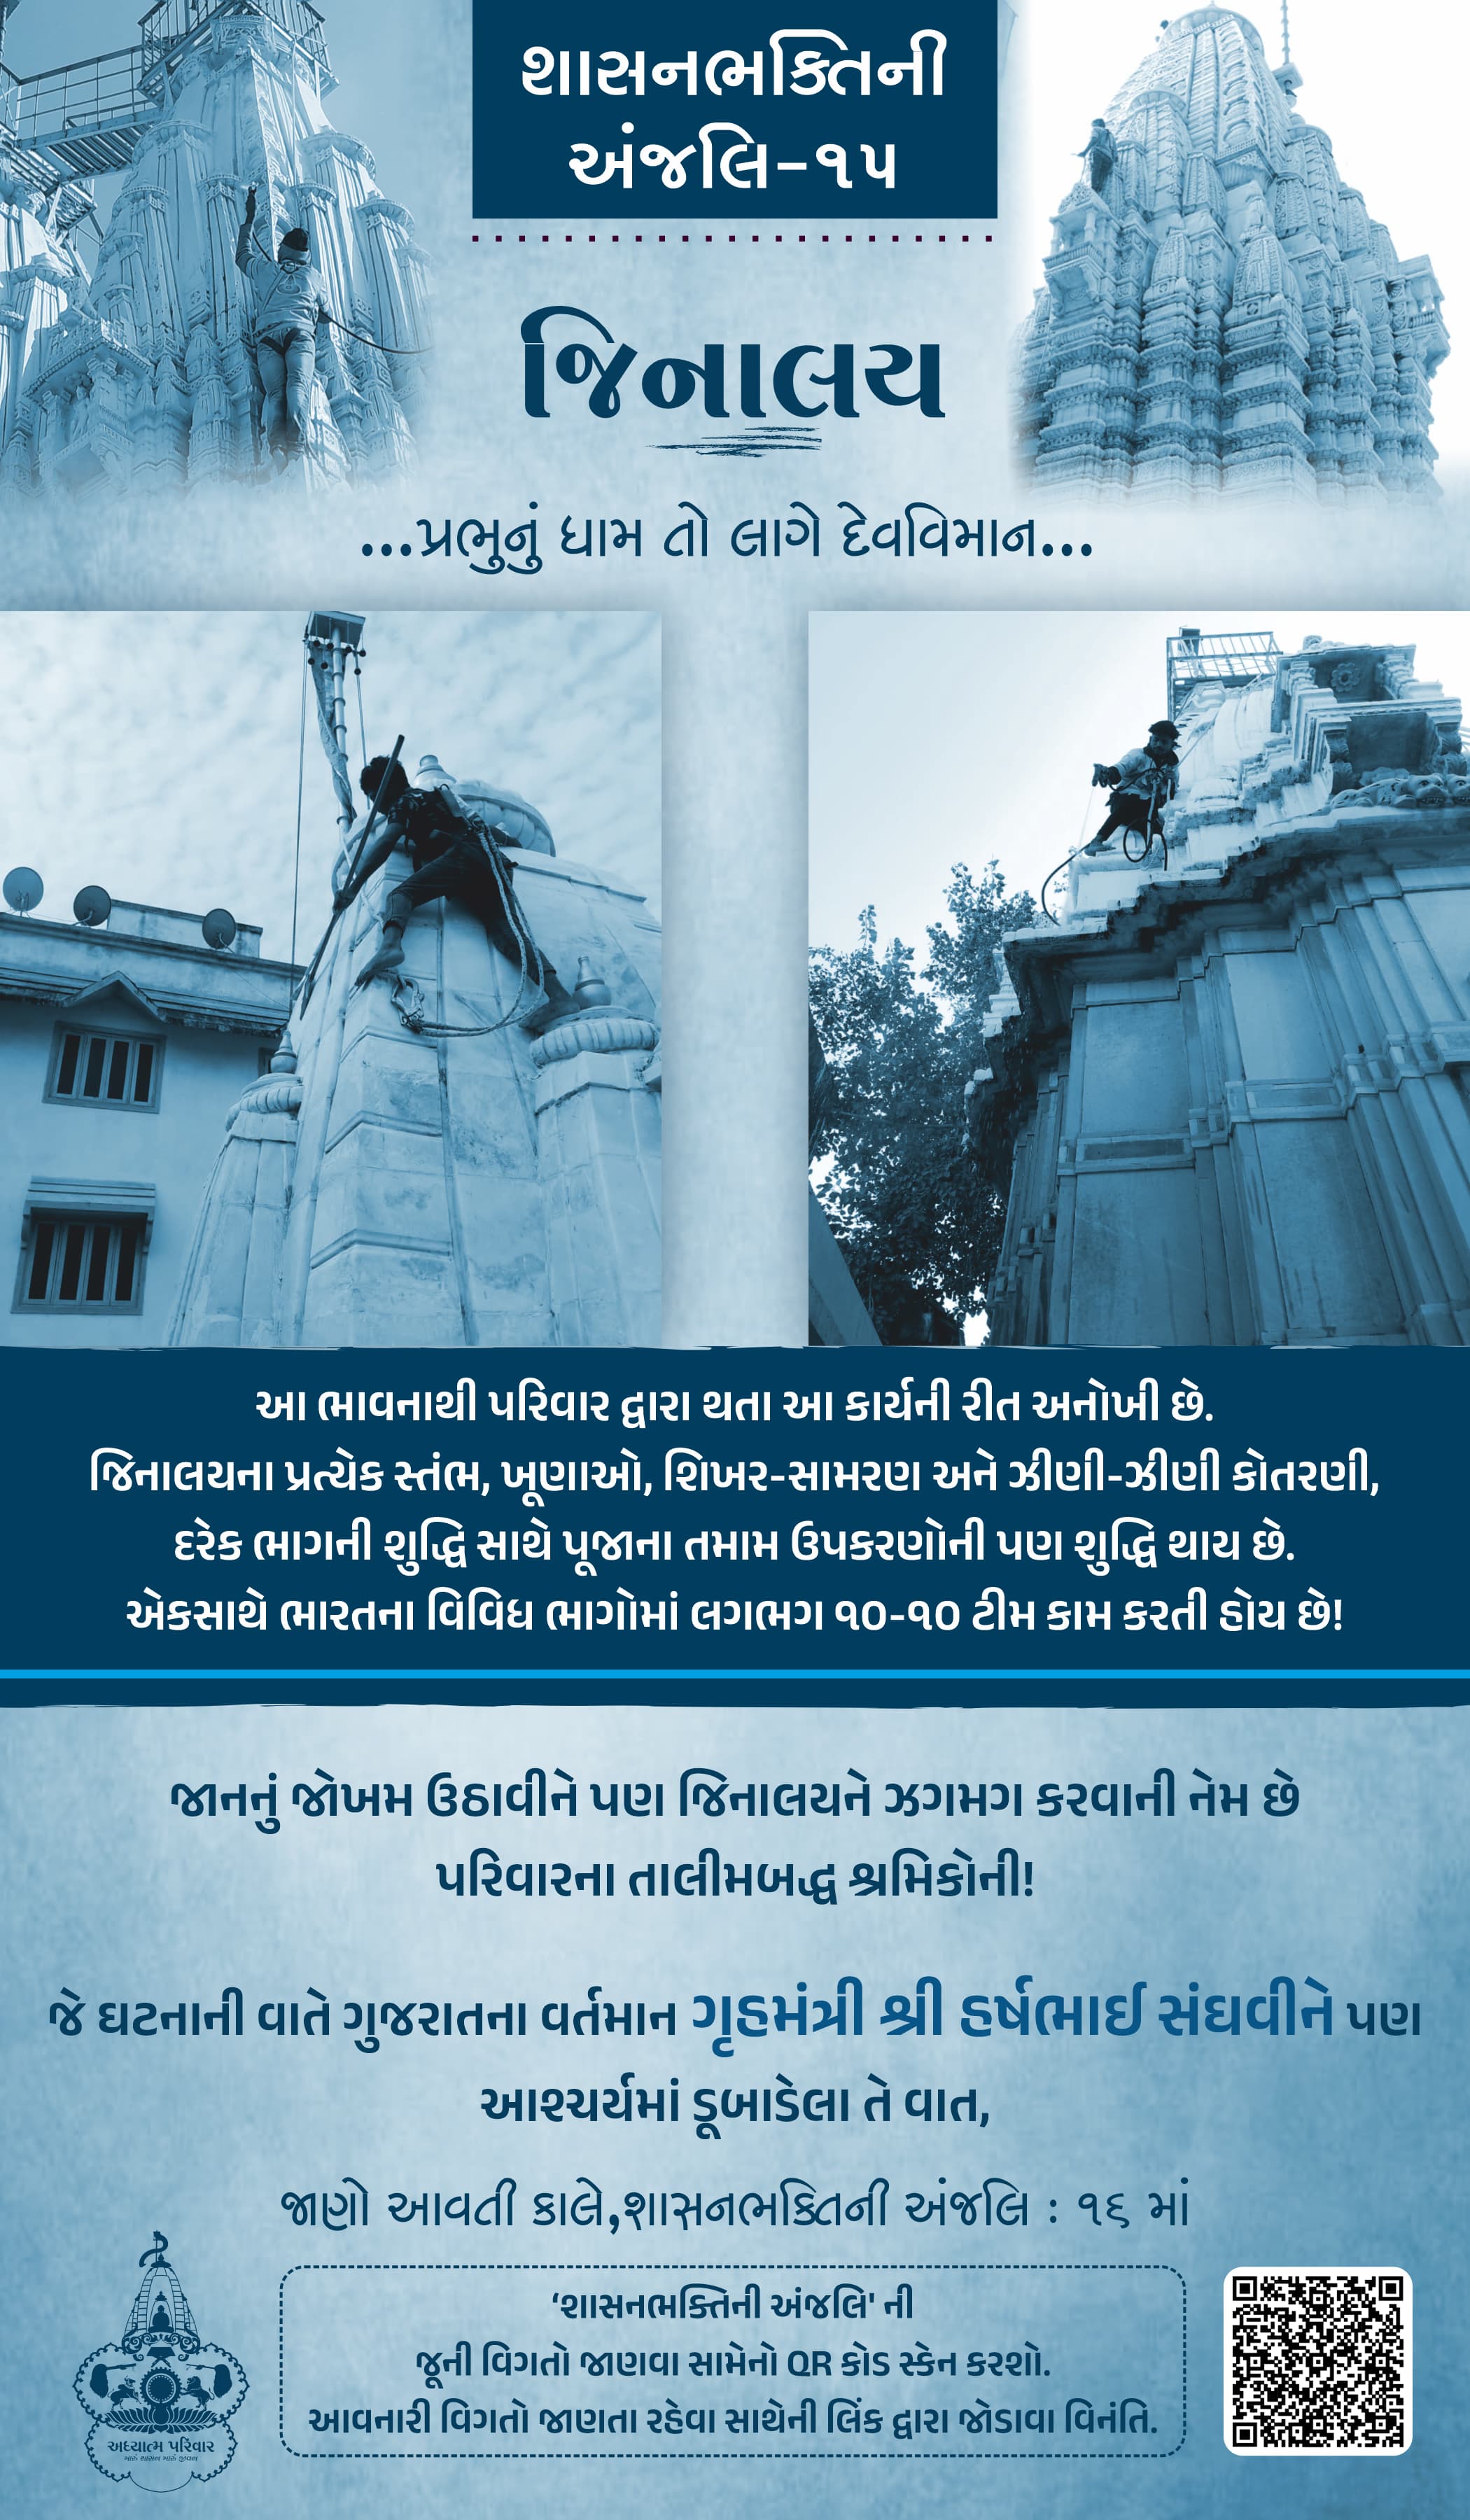 શાસનભક્તિની
અંજલિ-૧૫
જિનાલય
...પ્રભુનું ધામ તો લાગે દેવવિમાન...
આ ભાવનાથી પરિવાર દ્વારા થતા આ કાર્યની રીત અનોખી છે.
જિનાલયના પ્રત્યેક સ્તંભ, ખૂણાઓ, શિખર-સામરણ અને ઝીણી-ઝીણી કોતરણી,
દરેક ભાગની શુદ્ધિ સાથે પૂજાના તમામ ઉપકરણોની પણ શુદ્ધિ થાય છે.
એકસાથે ભારતના વિવિધ ભાગોમાં લગભગ ૧૦-૧૦ ટીમ કામ કરતી હોય છે!
જાનનું જોખમ ઉઠાવીને પણ જિનાલયને ઝગમગ કરવાની નેમ છે
પરિવારના તાલીમબદ્ધ શ્રમિકોની!
જે ઘટનાની વાતે ગુજરાતના વર્તમાન ગૃહમંત્રી શ્રી હર્ષભાઈ સંઘવીને પણ
આશ્ચર્યમાં ડૂબાડેલા તે વાત,
જાણો આવતી કાલે,શાસનભક્તિની અંજલિ : ૧૬ માં
‘શાસનભક્તિની અંજલિ' ની
જૂની વિગતો જાણવા સામેનો QR કોડ સ્કેન કરશો.
આવનારી વિગતો જાણતા રહેવા સાથેની લિંક દ્વારા જોડાવા વિનંતિ.
અધ્યાત્મ પરિવાર